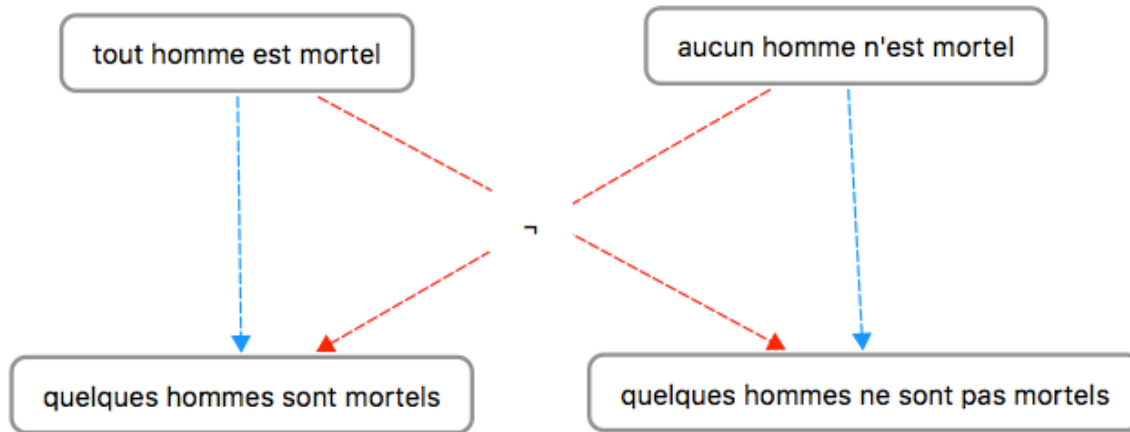 tout homme est mortel
aucun homme n'est mortel
¬
quelques hommes sont mortels
quelques hommes ne sont pas mortels